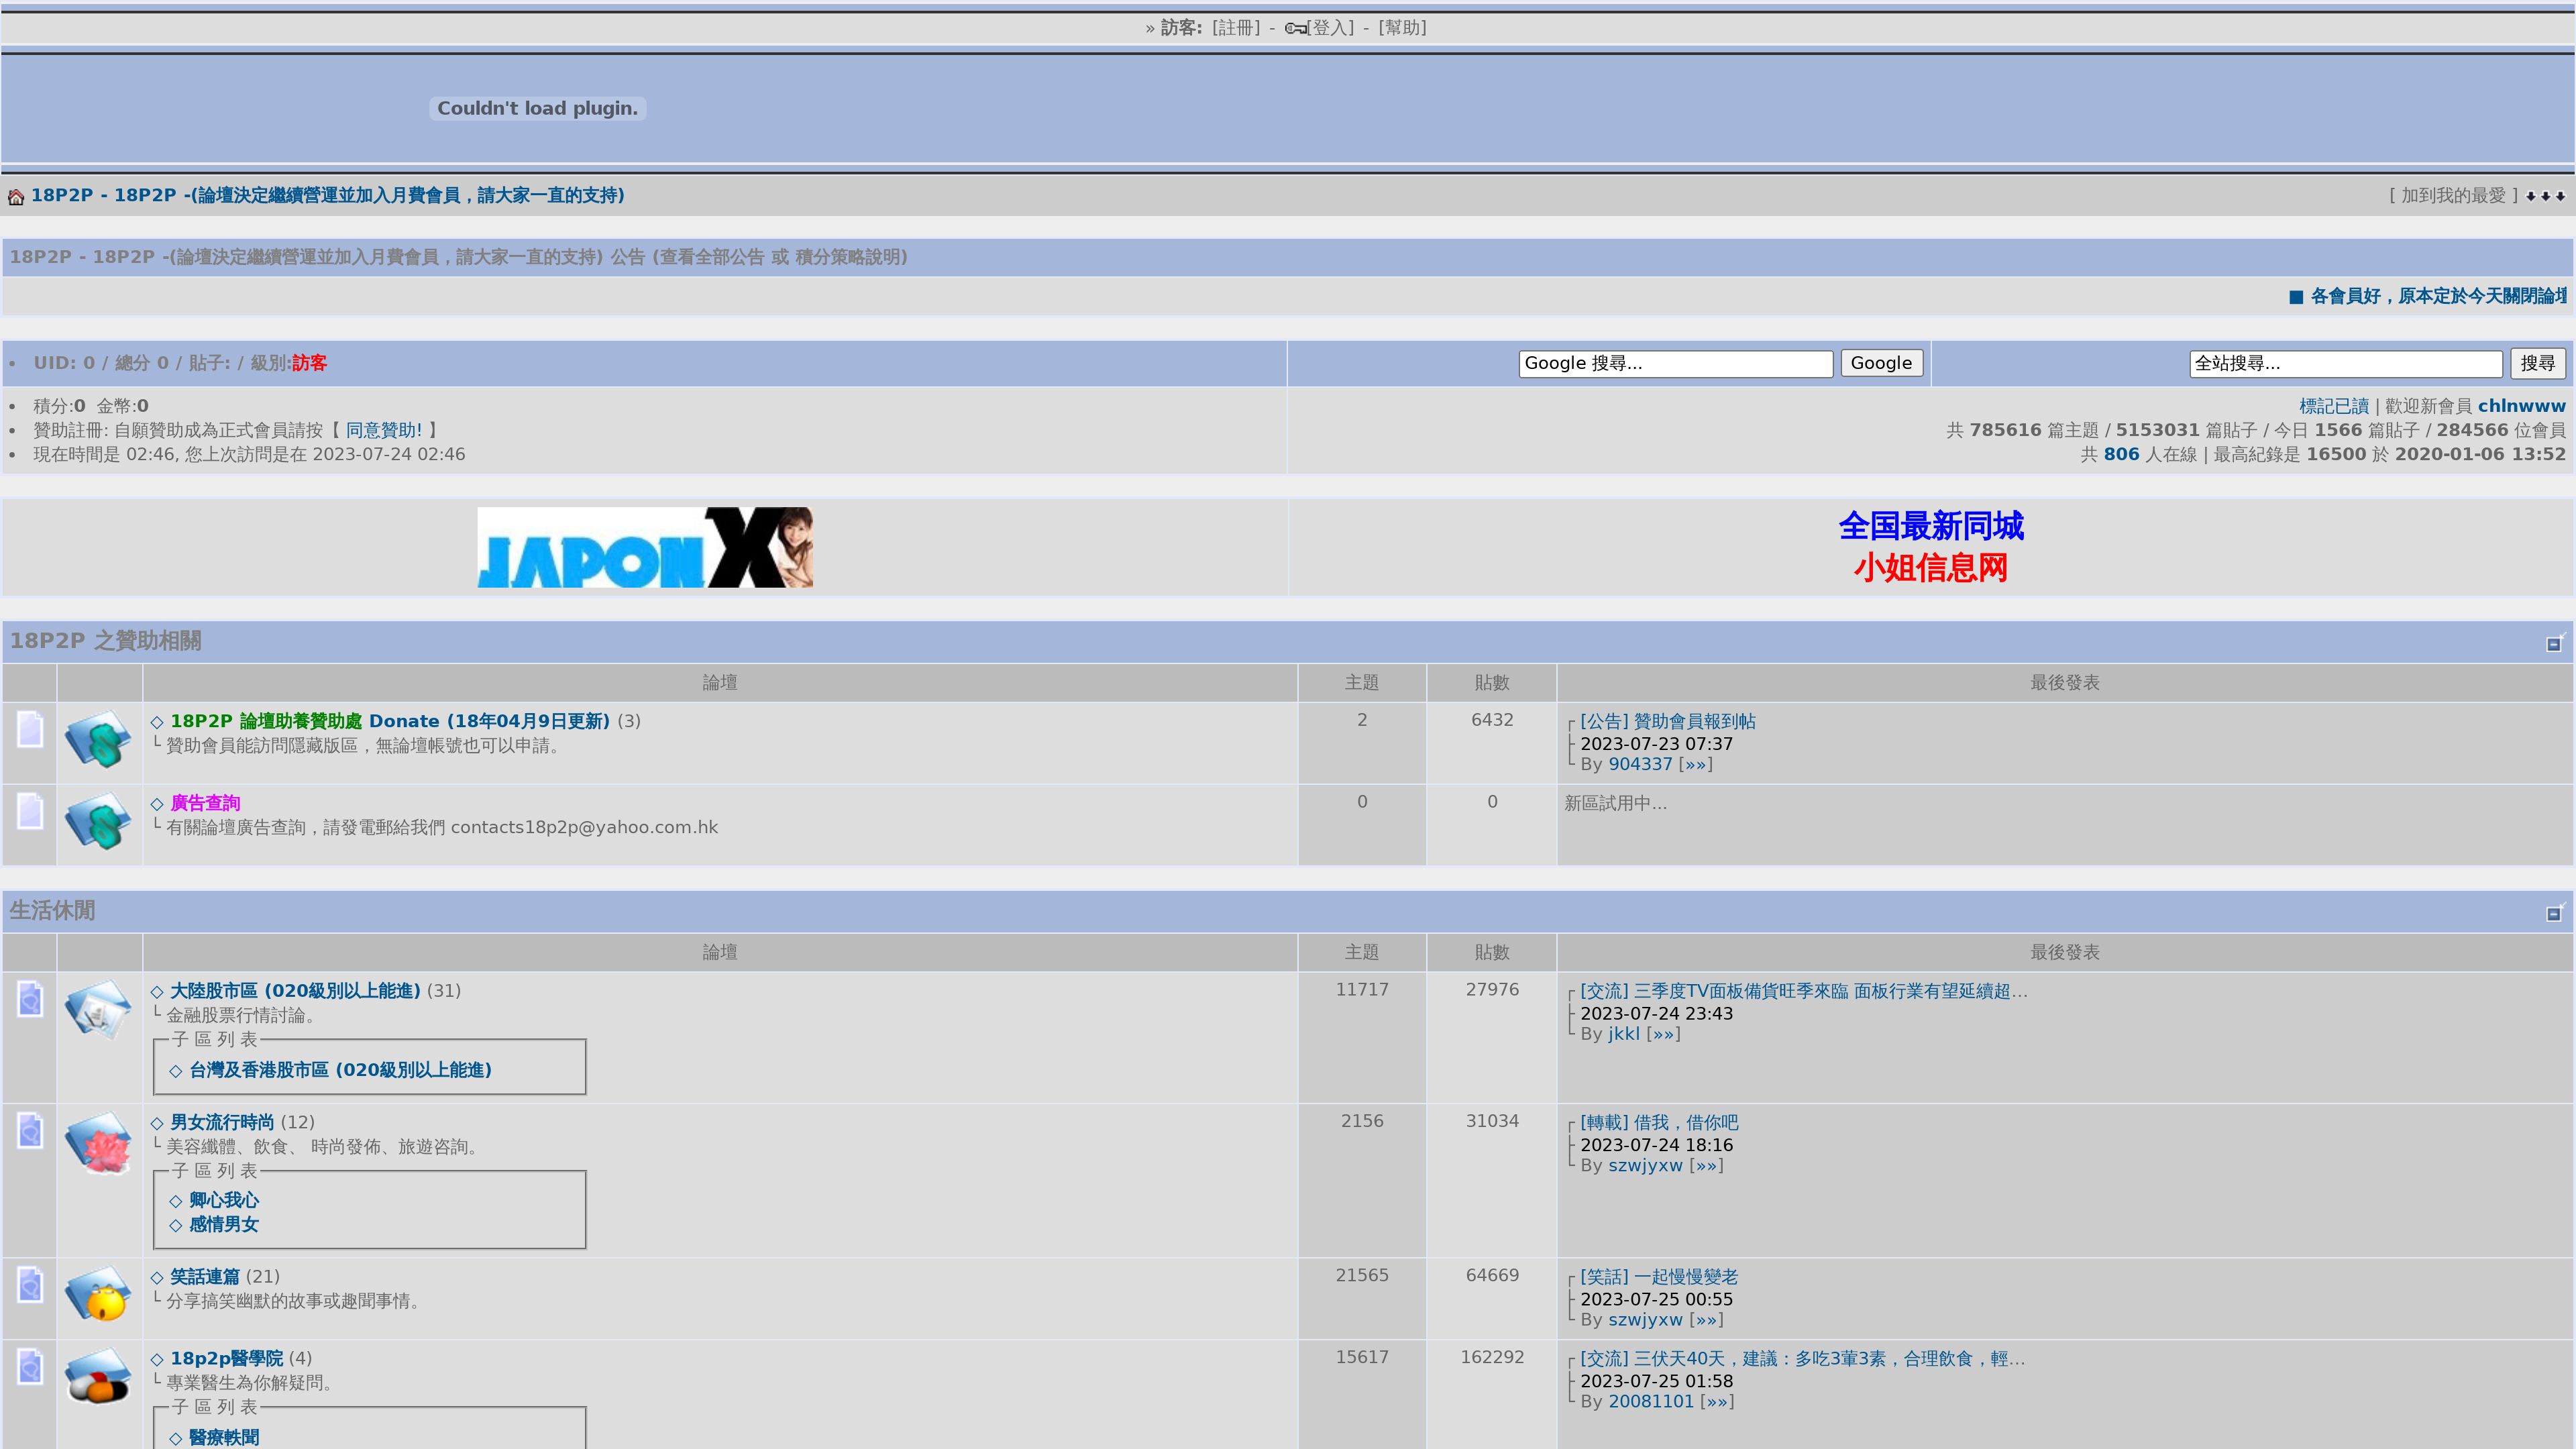 » 訪客: [註冊] - [登入] - [幫助]
Couldn't load plugin.
18P2P - 18P2P -(論壇決定繼續營運並加入月費會員，請大家一直的支持)
[ 加到我的最愛 ]
18P2P - 18P2P -(論壇決定繼續營運並加入月費會員，請大家一直的支持) 公告 (查看全部公告 或 積分策略說明)
■ 各會員好，原本定於今天關閉論壇
UID: 0 / 總分 0 / 貼子: / 級別:訪客
Google 搜尋... Google
全站搜尋... 搜尋
積分:0 金幣:0
贊助註冊: 自願贊助成為正式會員請按【 同意贊助! 】
現在時間是 02:46, 您上次訪問是在 2023-07-24 02:46
標記已讀 | 歡迎新會員 chlnwww
共 785616 篇主題 / 5153031 篇貼子 / 今日 1566 篇貼子 / 284566 位會員
共 806 人在線 | 最高紀錄是 16500 於 2020-01-06 13:52
JAPONX
全国最新同城
小姐信息网
18P2P 之贊助相關
論壇 主題 貼數 最後發表
◇ 18P2P 論壇助養贊助處 Donate (18年04月9日更新) (3)
└ 贊助會員能訪問隱藏版區，無論壇帳號也可以申請。
2 6432
┌ [公告] 贊助會員報到帖
├ 2023-07-23 07:37
└ By 904337 [»»]
◇ 廣告查詢
└ 有關論壇廣告查詢，請發電郵給我們 contacts18p2p@yahoo.com.hk
0 0 新區試用中...
生活休閒
論壇 主題 貼數 最後發表
◇ 大陸股市區 (020級別以上能進) (31)
└ 金融股票行情討論。
子 區 列 表
◇ 台灣及香港股市區 (020級別以上能進)
11717 27976
┌ [交流] 三季度TV面板備貨旺季來臨 面板行業有望延續超...
├ 2023-07-24 23:43
└ By jkkl [»»]
◇ 男女流行時尚 (12)
└ 美容纖體、飲食、 時尚發佈、旅遊咨詢。
子 區 列 表
◇ 卿心我心
◇ 感情男女
2156 31034
┌ [轉載] 借我，借你吧
├ 2023-07-24 18:16
└ By szwjyxw [»»]
◇ 笑話連篇 (21)
└ 分享搞笑幽默的故事或趣聞事情。
21565 64669
┌ [笑話] 一起慢慢變老
├ 2023-07-25 00:55
└ By szwjyxw [»»]
◇ 18p2p醫學院 (4)
└ 專業醫生為你解疑問。
子 區 列 表
◇ 醫療軼聞
15617 162292
┌ [交流] 三伏天40天，建議：多吃3葷3素，合理飲食，輕...
├ 2023-07-25 01:58
└ By 20081101 [»»]